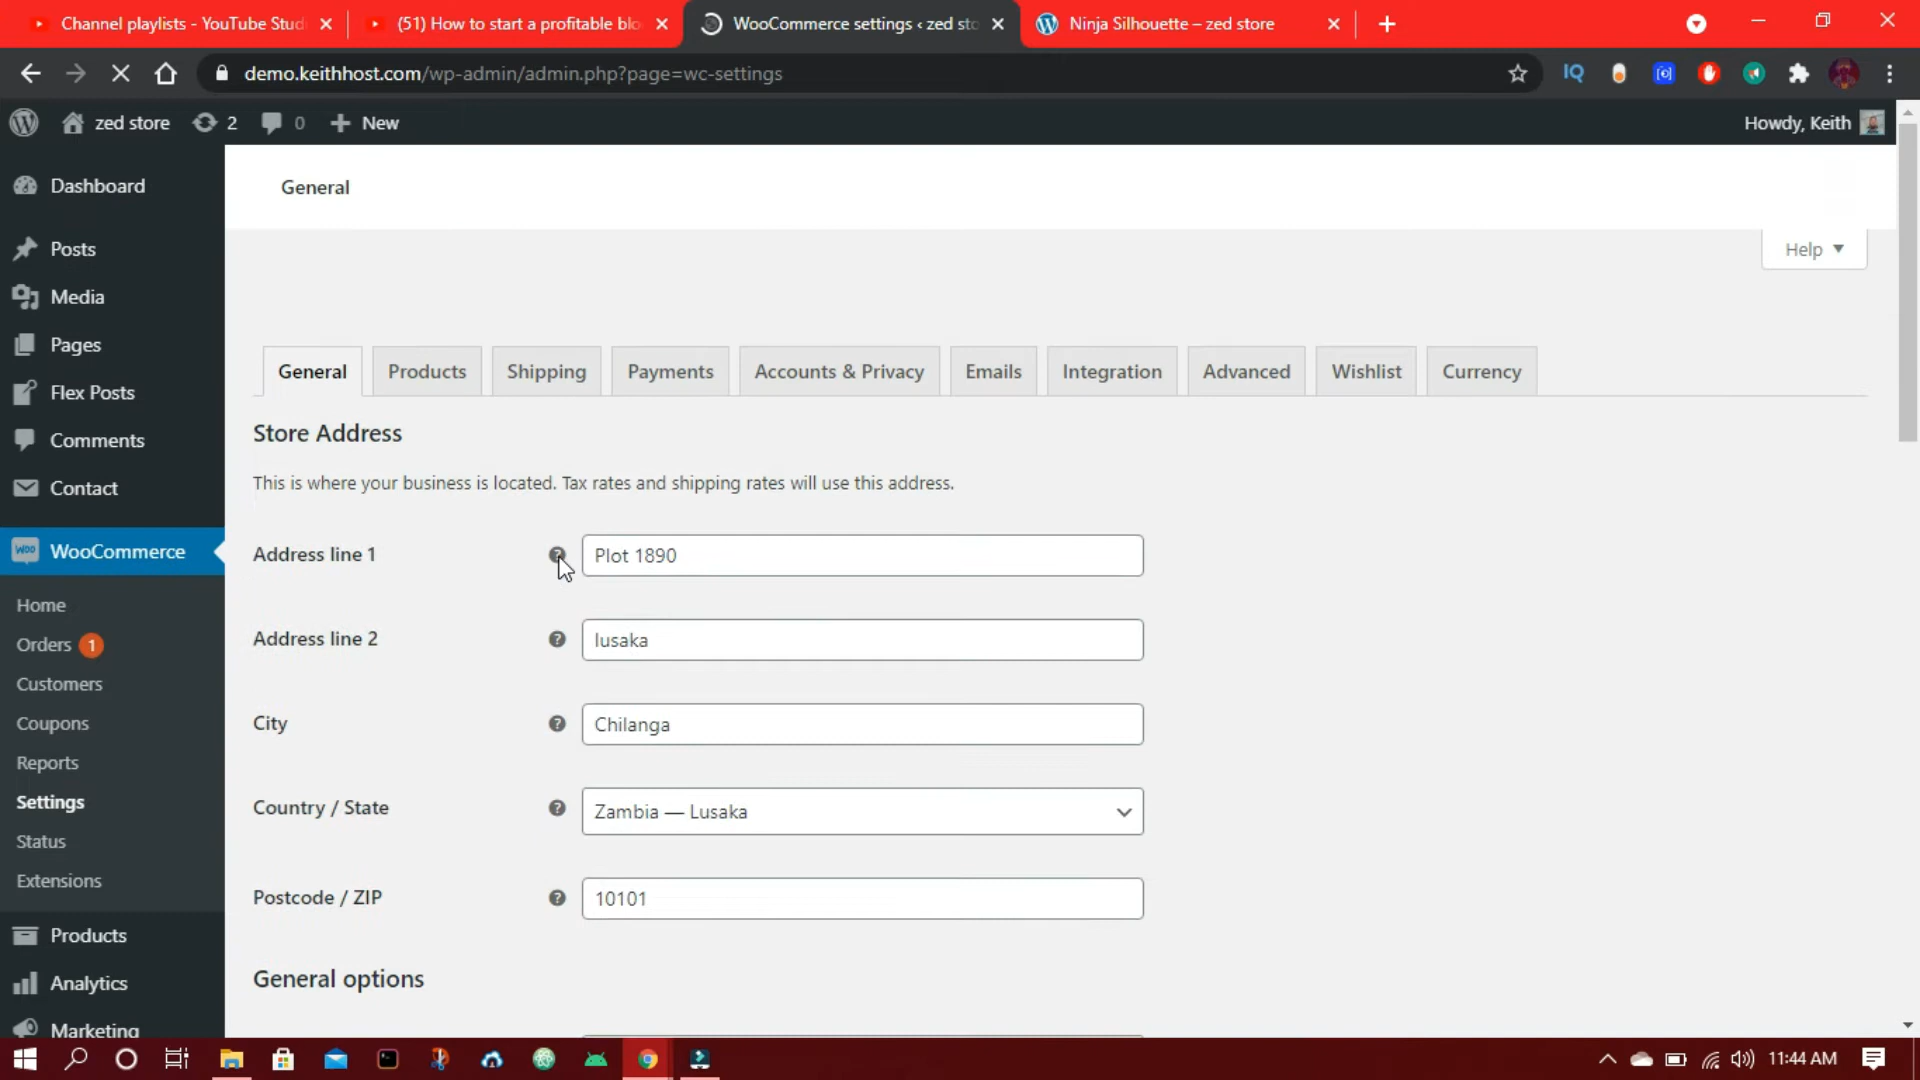 Channel playlists - YouTube Stud
(51) How to start a profitable blo
WooCommerce settings ‹ zed sto
Ninja Silhouette – zed store
demo.keithhost.com/wp-admin/admin.php?page=wc-settings
IQ
zed store
2
0
New
Howdy, Keith
Dashboard
Posts
Media
Pages
Flex Posts
Comments
Contact
WooCommerce
Home
Orders 1
Customers
Coupons
Reports
Settings
Status
Extensions
Products
Analytics
Marketing
General
Help
General
Products
Shipping
Payments
Accounts & Privacy
Emails
Integration
Advanced
Wishlist
Currency
Store Address
This is where your business is located. Tax rates and shipping rates will use this address.
Address line 1
Plot 1890
Address line 2
lusaka
City
Chilanga
Country / State
Zambia — Lusaka
Postcode / ZIP
10101
General options
11:44 AM